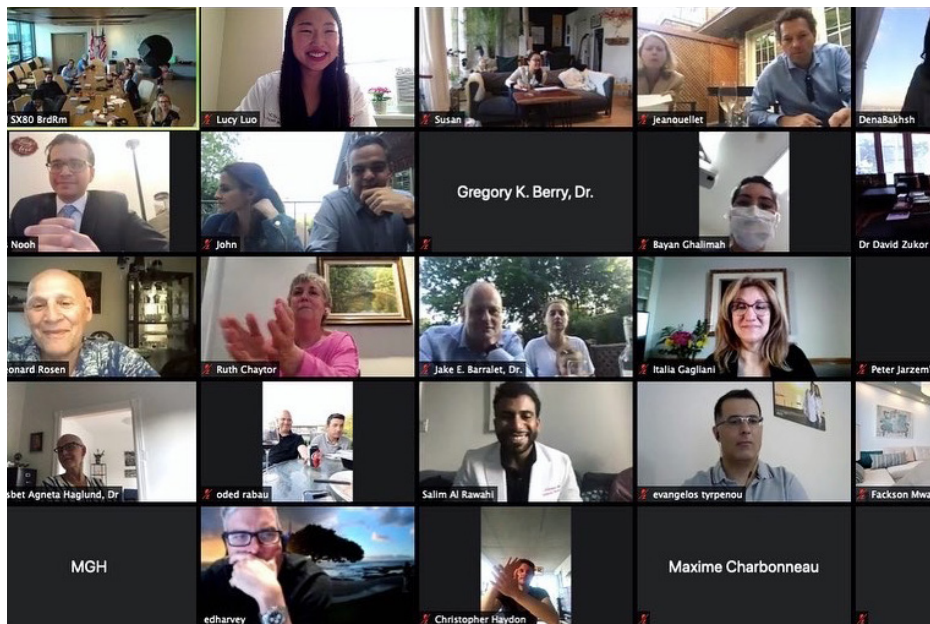 SX80 BrdRm
Lucy Luo
Susan
jeanouellet
DenaBakhsh
Nooh
John
Gregory K. Berry, Dr.
Bayan Ghalimah
Dr David Zukor
onard Rosen
Ruth Chaytor
Jake E. Barralet, Dr.
Italia Gagliani
Peter Jarzem
sbet Agneta Haglund, Dr
oded rabau
Salim Al Rawahi
evangelos tyrpenou
Fackson Mwa
MGH
edharvey
Christopher Haydon
Maxime Charbonneau